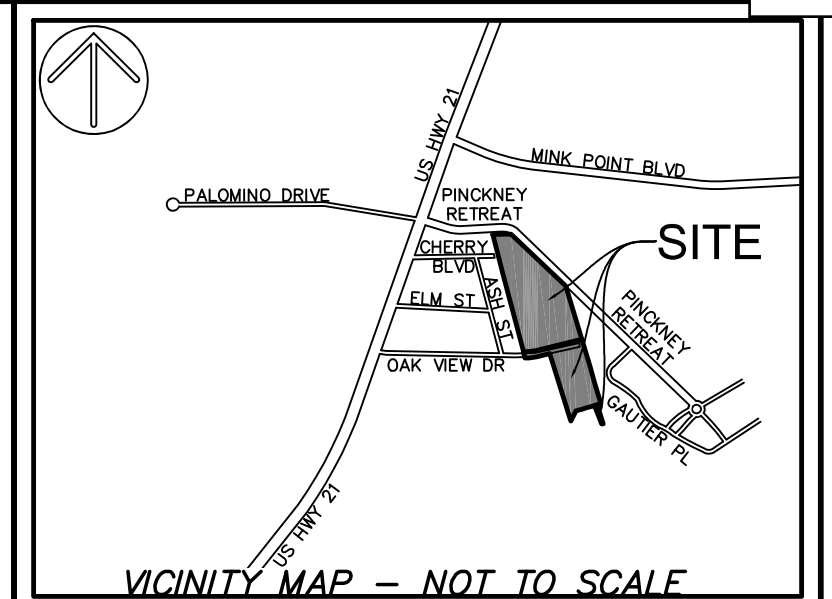 US HWY 21
MINK POINT BLVD
PALOMINO DRIVE
PINCKNEY
RETREAT
SITE
CHERRY
BLVD
ASH ST
ELM ST
PINCKNEY
RETREAT
OAK VIEW DR
GAUTIER PL
US HWY 21
VICINITY MAP – NOT TO SCALE